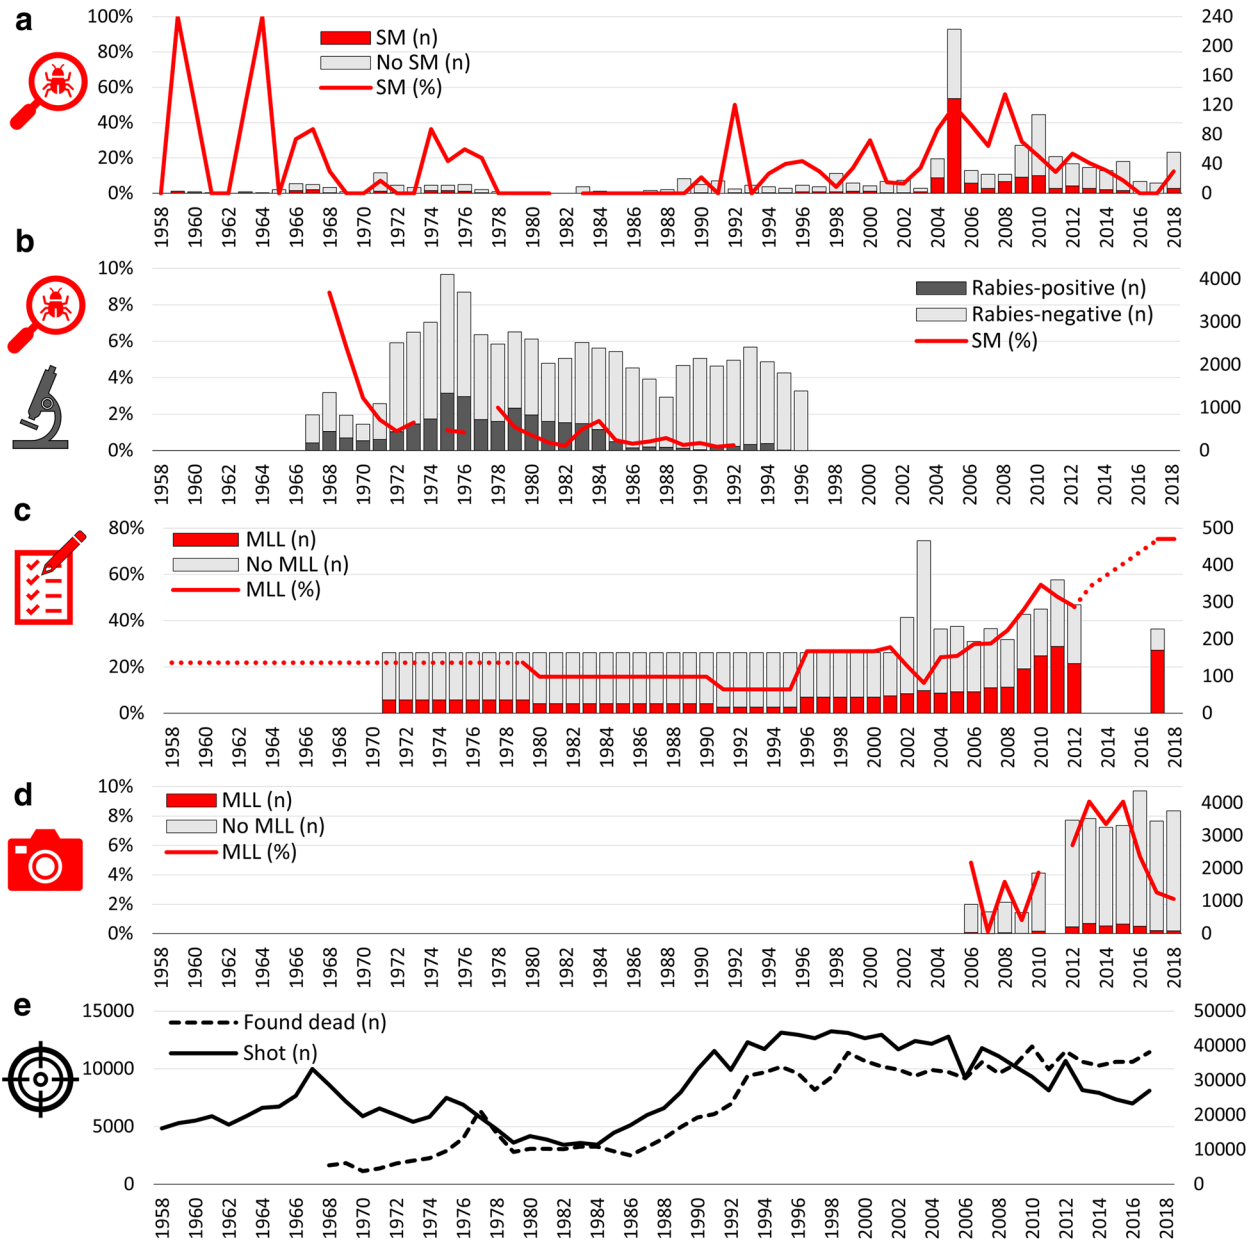 a
100% 240
80% 200
60% 160
40% 120
20% 80
0% 40
0
SM (n)
No SM (n)
SM (%)
1958 1960 1962 1964 1966 1968 1970 1972 1974 1976 1978 1980 1982 1984 1986 1988 1990 1992 1994 1996 1998 2000 2002 2004 2006 2008 2010 2012 2014 2016 2018
b
10% 4000
8% 3000
6% 2000
4% 1000
2% 0
0%
Rabies-positive (n)
Rabies-negative (n)
SM (%)
1958 1960 1962 1964 1966 1968 1970 1972 1974 1976 1978 1980 1982 1984 1986 1988 1990 1992 1994 1996 1998 2000 2002 2004 2006 2008 2010 2012 2014 2016 2018
c
80% 500
60% 400
40% 300
20% 200
0% 100
0
MLL (n)
No MLL (n)
MLL (%)
1958 1960 1962 1964 1966 1968 1970 1972 1974 1976 1978 1980 1982 1984 1986 1988 1990 1992 1994 1996 1998 2000 2002 2004 2006 2008 2010 2012 2014 2016 2018
d
10% 4000
8% 3000
6% 2000
4% 1000
2% 0
0%
MLL (n)
No MLL (n)
MLL (%)
1958 1960 1962 1964 1966 1968 1970 1972 1974 1976 1978 1980 1982 1984 1986 1988 1990 1992 1994 1996 1998 2000 2002 2004 2006 2008 2010 2012 2014 2016 2018
e
15000 50000
10000 40000
5000 30000
0 20000
10000
0
Found dead (n)
Shot (n)
1958 1960 1962 1964 1966 1968 1970 1972 1974 1976 1978 1980 1982 1984 1986 1988 1990 1992 1994 1996 1998 2000 2002 2004 2006 2008 2010 2012 2014 2016 2018